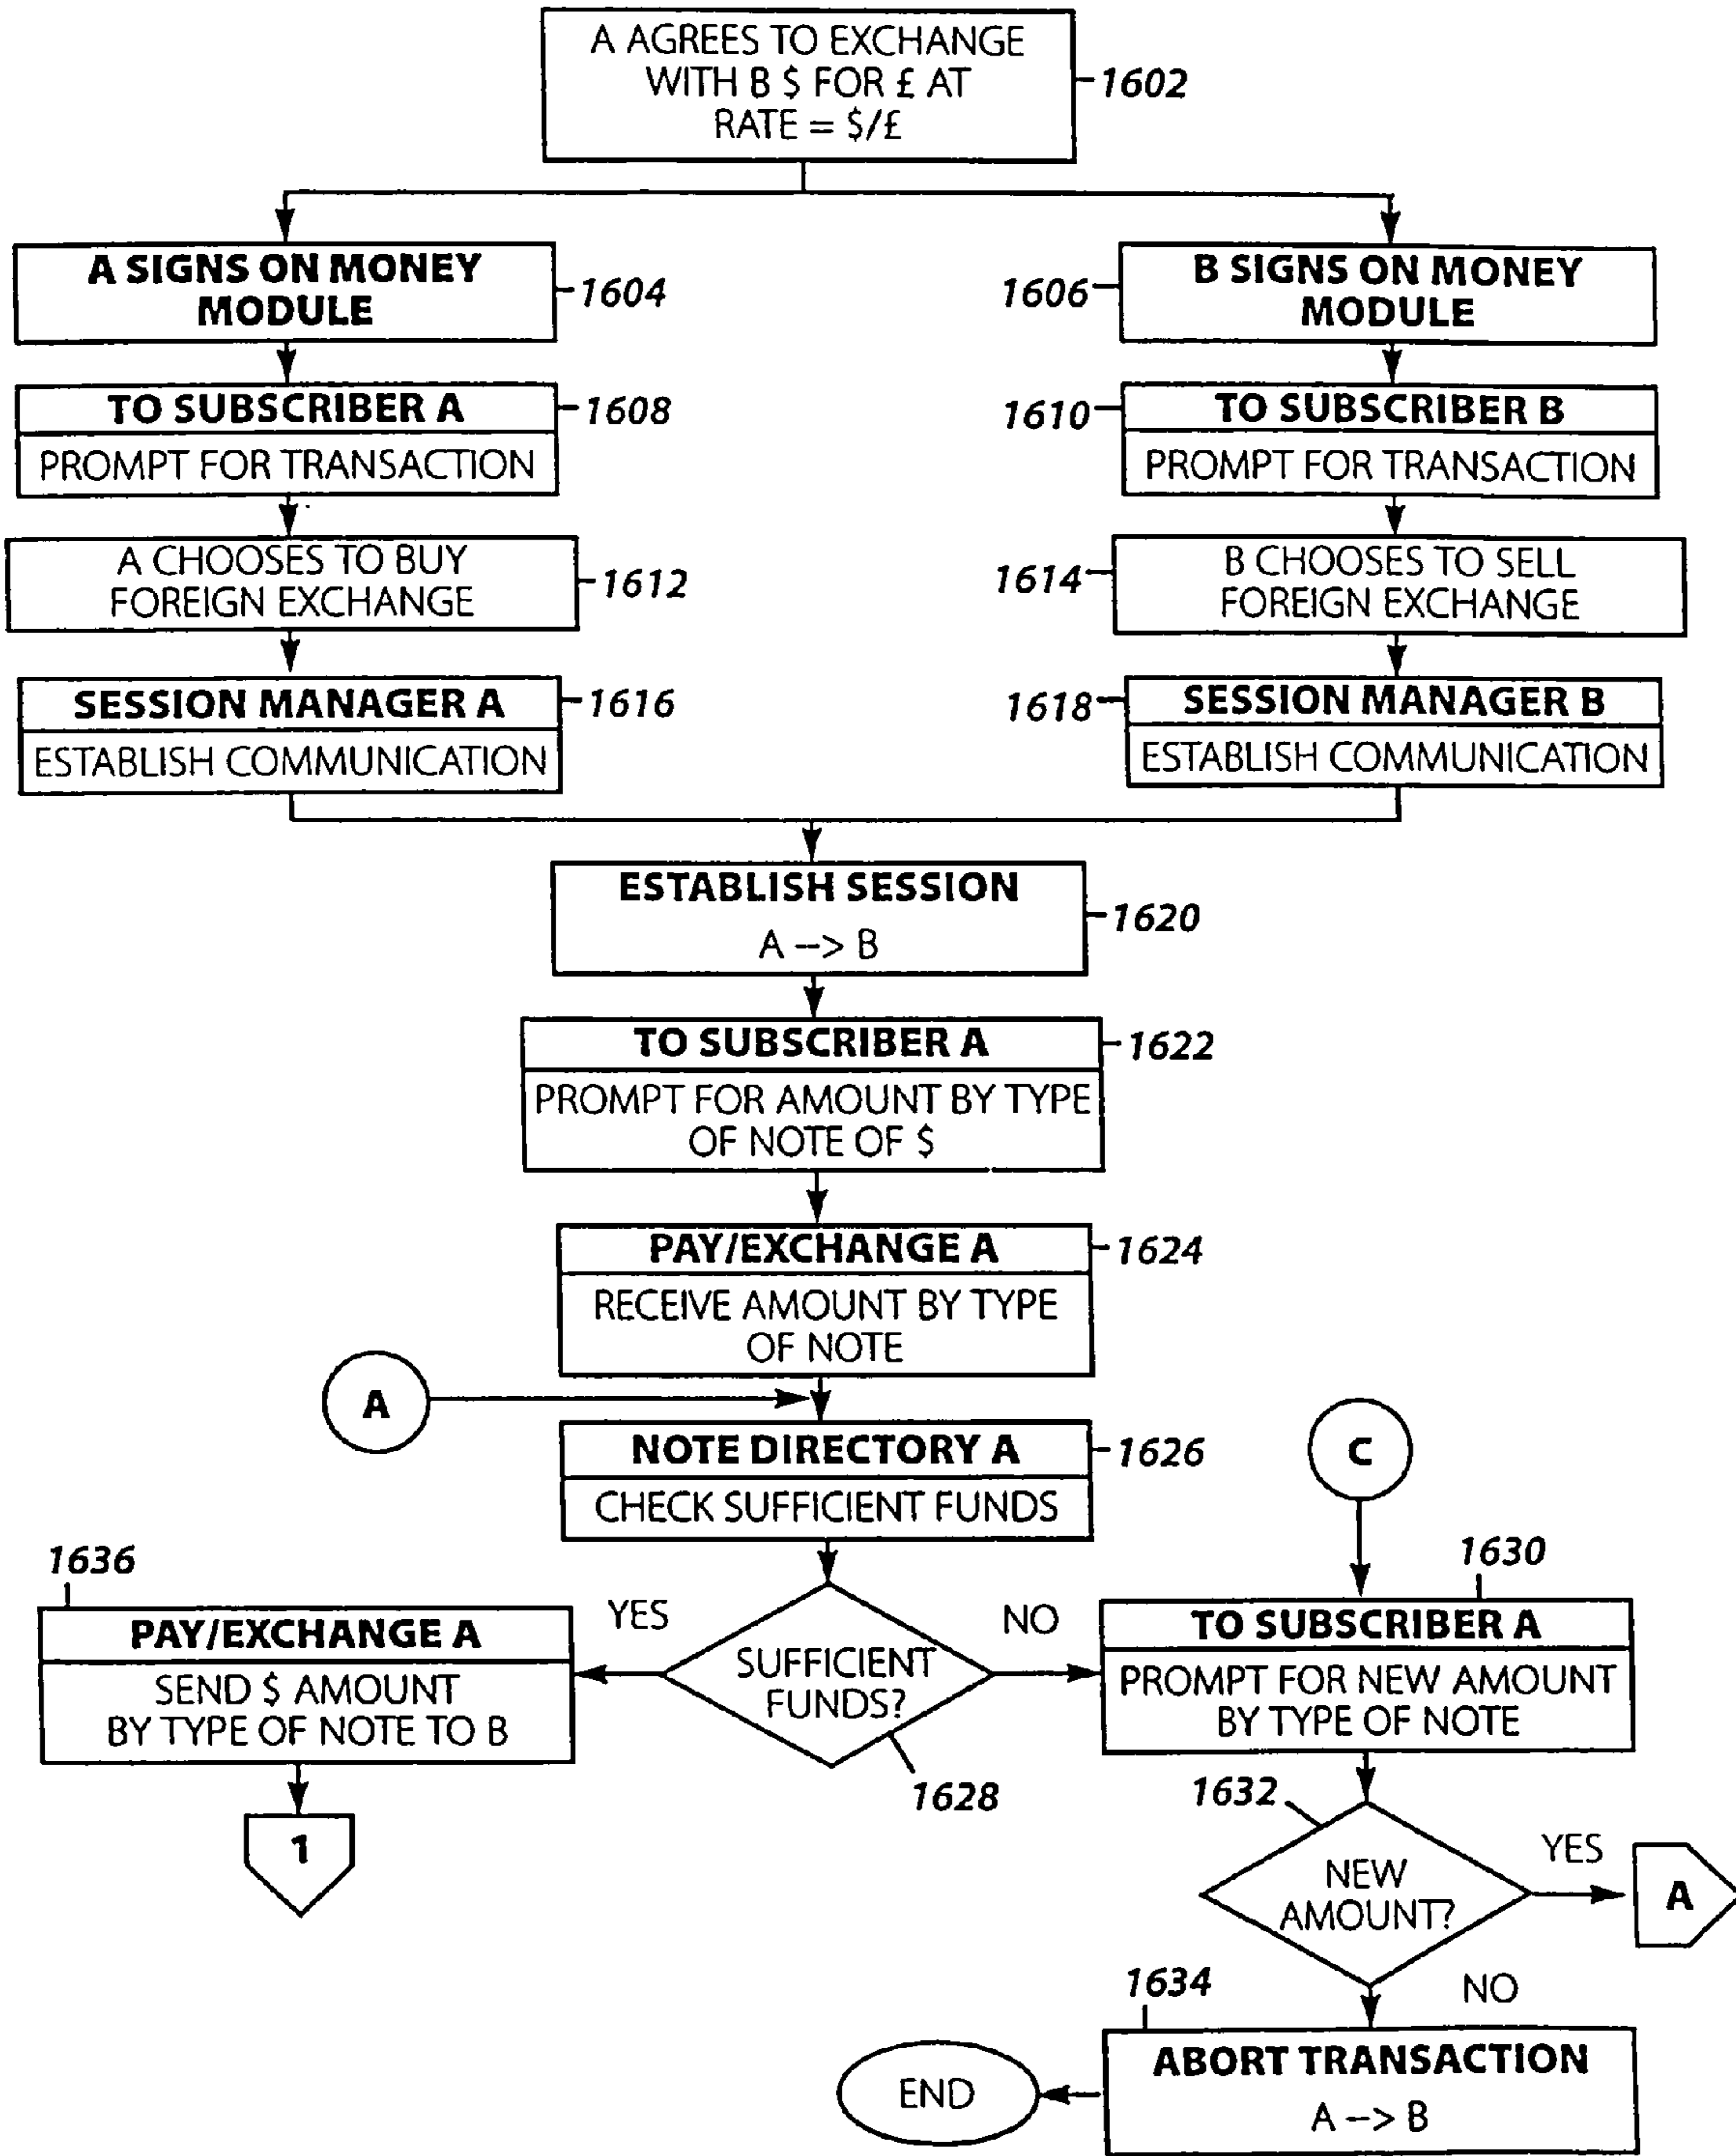 A AGREES TO EXCHANGE
WITH B $ FOR £ AT
RATE = $/£
1602
A SIGNS ON MONEY
MODULE
1604
1606
B SIGNS ON MONEY
MODULE
TO SUBSCRIBER A
1608
PROMPT FOR TRANSACTION
1610
TO SUBSCRIBER B
PROMPT FOR TRANSACTION
A CHOOSES TO BUY
FOREIGN EXCHANGE
1612
1614
B CHOOSES TO SELL
FOREIGN EXCHANGE
SESSION MANAGER A
1616
ESTABLISH COMMUNICATION
1618
SESSION MANAGER B
ESTABLISH COMMUNICATION
ESTABLISH SESSION
A --> B
1620
TO SUBSCRIBER A
1622
PROMPT FOR AMOUNT BY TYPE
OF NOTE OF $
PAY/EXCHANGE A
1624
RECEIVE AMOUNT BY TYPE
OF NOTE
A
NOTE DIRECTORY A
1626
CHECK SUFFICIENT FUNDS
C
1636
PAY/EXCHANGE A
SEND $ AMOUNT
BY TYPE OF NOTE TO B
YES
SUFFICIENT
FUNDS?
NO
1628
1630
TO SUBSCRIBER A
PROMPT FOR NEW AMOUNT
BY TYPE OF NOTE
1
1632
NEW
AMOUNT?
YES
A
NO
1634
ABORT TRANSACTION
A --> B
END